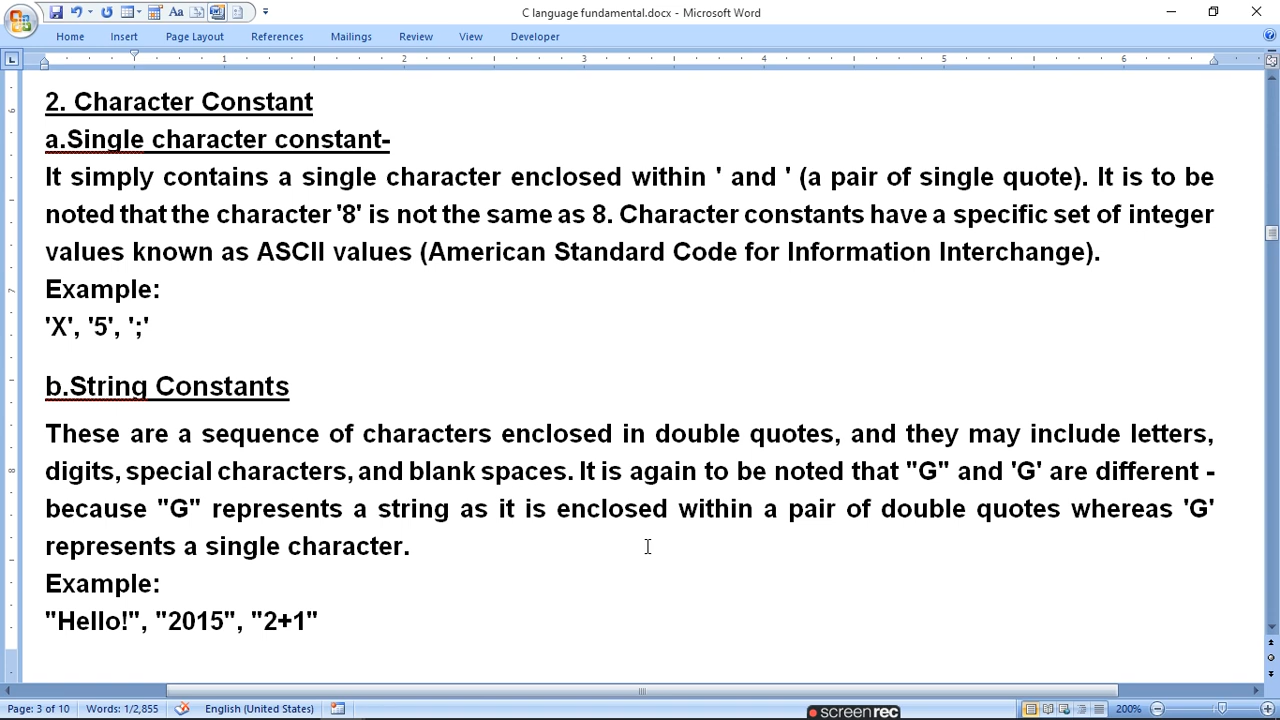 C language fundamental.docx - Microsoft Word
Home Insert Page Layout References Mailings Review View Developer
1 2 3 4 5 6
2. Character Constant
a.Single character constant-
It simply contains a single character enclosed within ' and ' (a pair of single quote). It is to be
noted that the character '8' is not the same as 8. Character constants have a specific set of integer
values known as ASCII values (American Standard Code for Information Interchange).
Example:
'X', '5', ';'
b.String Constants
These are a sequence of characters enclosed in double quotes, and they may include letters,
digits, special characters, and blank spaces. It is again to be noted that "G" and 'G' are different -
because "G" represents a string as it is enclosed within a pair of double quotes whereas 'G'
represents a single character.
Example:
"Hello!", "2015", "2+1"
Page: 3 of 10 Words: 1/2,855 English (United States) screenrec 200%